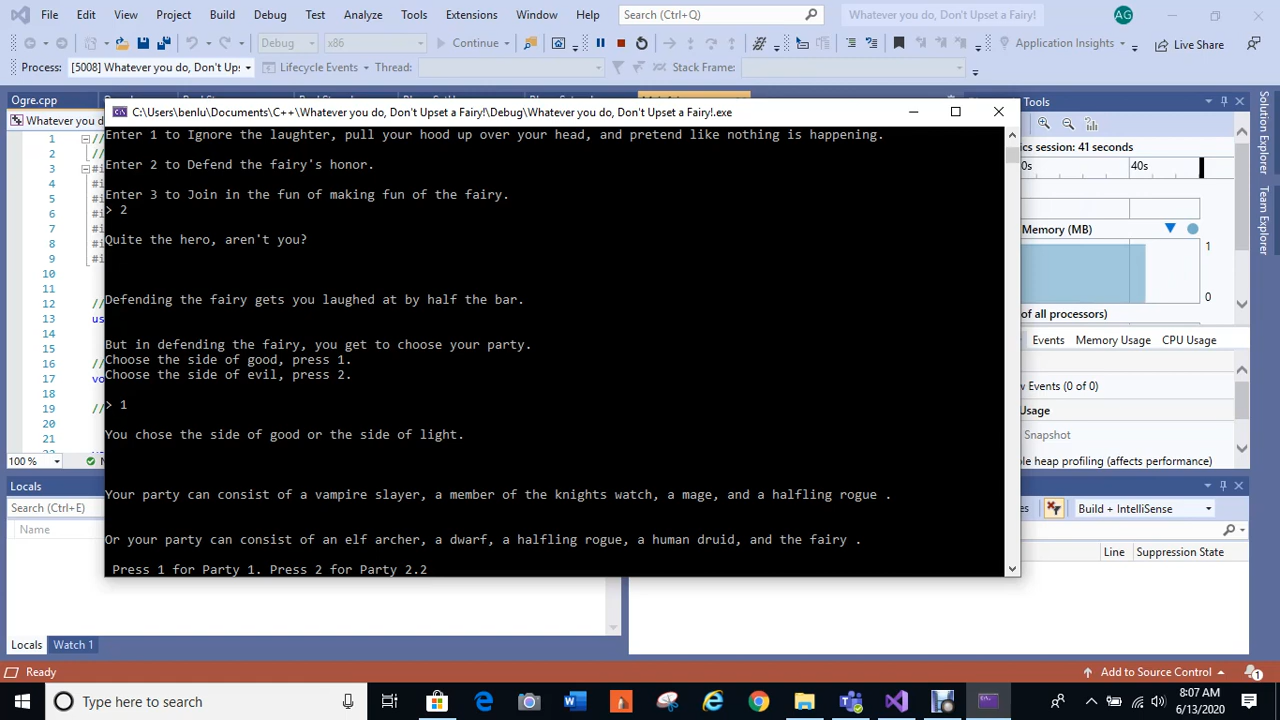 File Edit View Project Build Debug Test Analyze Tools Extensions Window Help Search (Ctrl+Q) Whatever you do, Don't Upset a Fairy! AG
Debug x86 Continue Application Insights Live Share
Process: [5008] Whatever you do, Don't Up: Lifecycle Events Thread: Stack Frame:
Ogre.cpp
C:\Users\benlu\Documents\C++\Whatever you do, Don't Upset a Fairy!\Debug\Whatever you do, Don't Upset a Fairy!.exe
Tools
Whatever you d
1 //
2 //
3 #i
4 #i
5 #i
6 #i
7 #i
8 #i
9 #i
10
11
12 //
13 us
14
15
16 //
17 vo
18
19 //
20
21
22
100 %
Enter 1 to Ignore the laughter, pull your hood up over your head, and pretend like nothing is happening.
Enter 2 to Defend the fairy's honor.
Enter 3 to Join in the fun of making fun of the fairy.
> 2
Quite the hero, aren't you?
Defending the fairy gets you laughed at by half the bar.
But in defending the fairy, you get to choose your party.
Choose the side of good, press 1.
Choose the side of evil, press 2.
> 1
You chose the side of good or the side of light.
Your party can consist of a vampire slayer, a member of the knights watch, a mage, and a halfling rogue .
Or your party can consist of an elf archer, a dwarf, a halfling rogue, a human druid, and the fairy .
Press 1 for Party 1. Press 2 for Party 2.2
cs session: 41 seconds
0s 40s
Memory (MB)
1
0
of all processors)
Events Memory Usage CPU Usage
v Events (0 of 0)
Usage
Snapshot
le heap profiling (affects performance)
Solution Explorer
Team Explorer
Locals
Search (Ctrl+E)
Name
es Build + IntelliSense
Line Suppression State
Locals Watch 1
Ready Add to Source Control 1
Type here to search
8:07 AM
6/13/2020